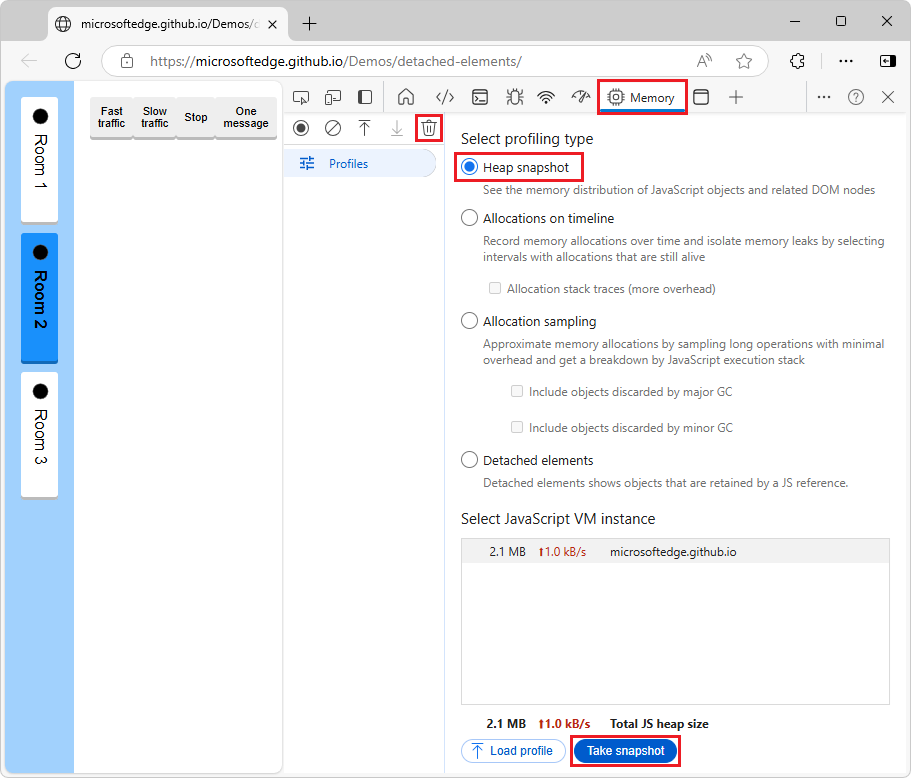 microsoftedge.github.io/Demos/
https://microsoftedge.github.io/Demos/detached-elements/
Room 1
Room 2
Room 3
Fast traffic
Slow traffic
Stop
One message
Memory
Profiles
Select profiling type
Heap snapshot
See the memory distribution of JavaScript objects and related DOM nodes
Allocations on timeline
Record memory allocations over time and isolate memory leaks by selecting
intervals with allocations that are still alive
Allocation stack traces (more overhead)
Allocation sampling
Approximate memory allocations by sampling long operations with minimal
overhead and get a breakdown by JavaScript execution stack
Include objects discarded by major GC
Include objects discarded by minor GC
Detached elements
Detached elements shows objects that are retained by a JS reference.
Select JavaScript VM instance
2.1 MB ⬆1.0 kB/s microsoftedge.github.io
2.1 MB ⬆1.0 kB/s Total JS heap size
Load profile
Take snapshot